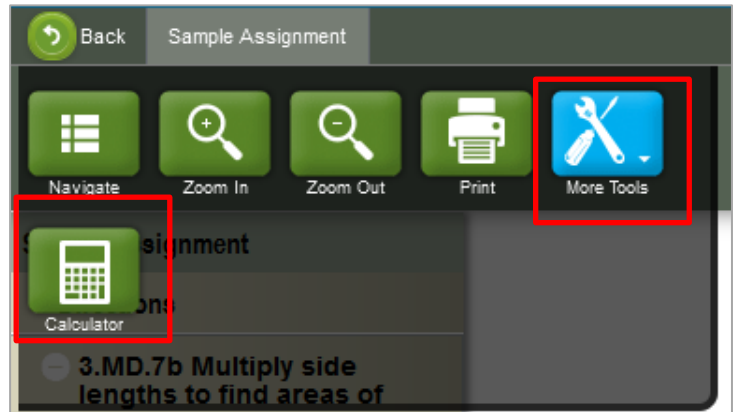 Back Sample Assignment
Navigate Zoom In Zoom Out Print More Tools
Assignment
Calculator
3.MD.7b Multiply side
lengths to find areas of